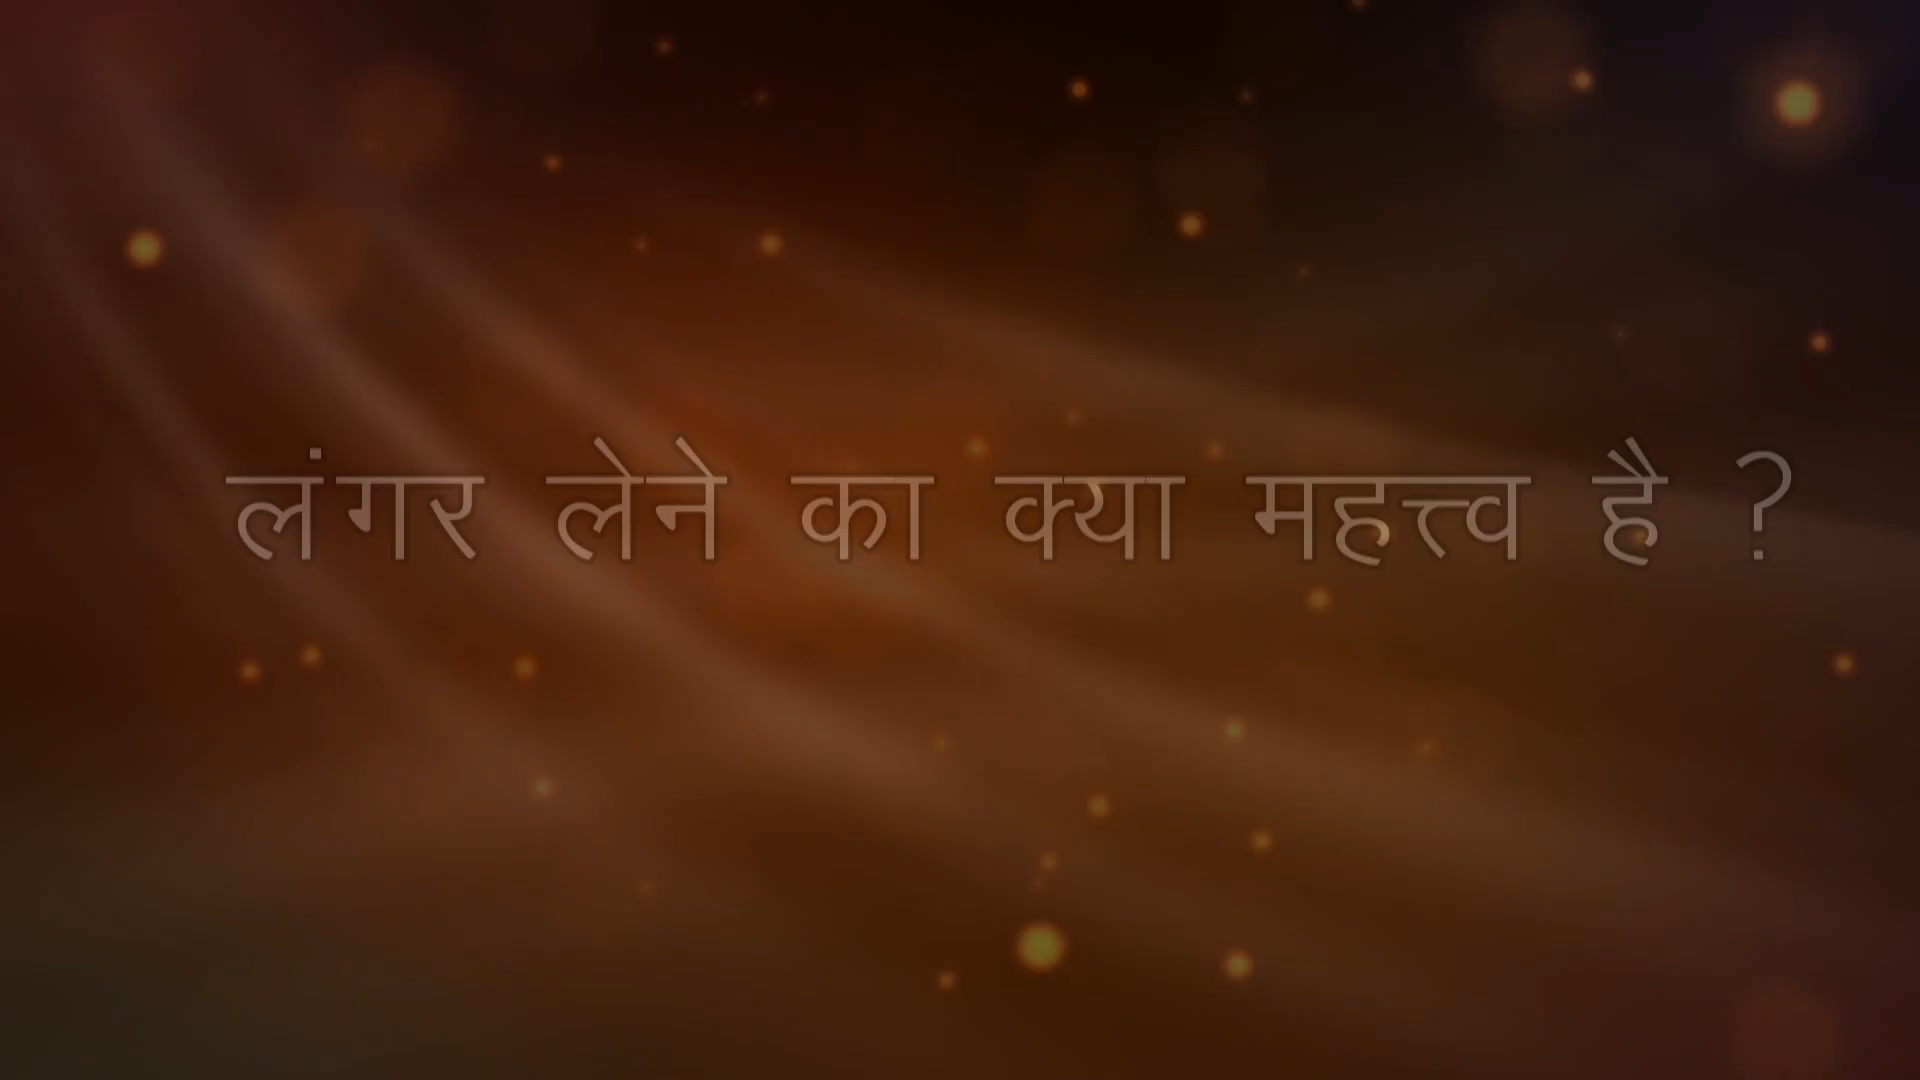 लंगर लेने का क्या महत्त्व है ?